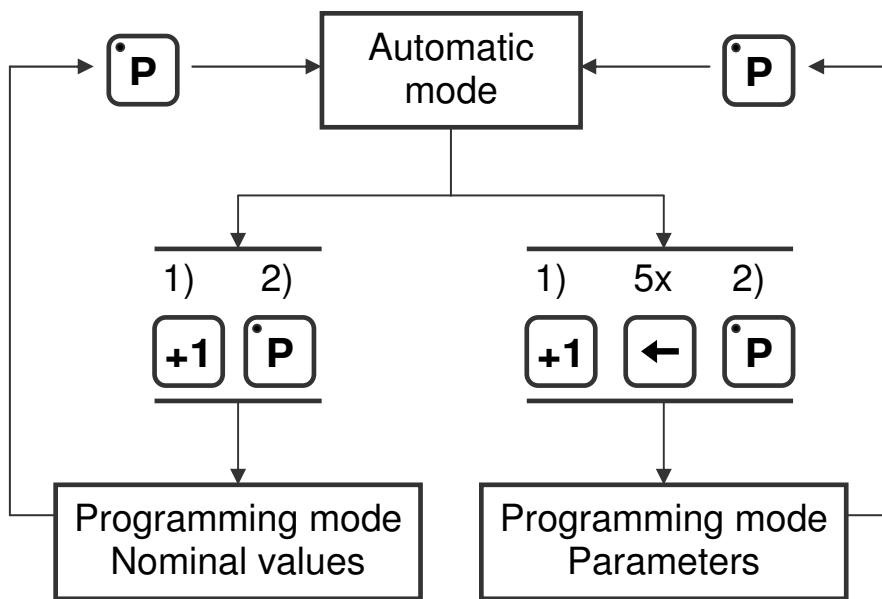 P
Automatic
mode
P
1) 2)
+1 P
1) 5x 2)
+1 ← P
Programming mode
Nominal values
Programming mode
Parameters